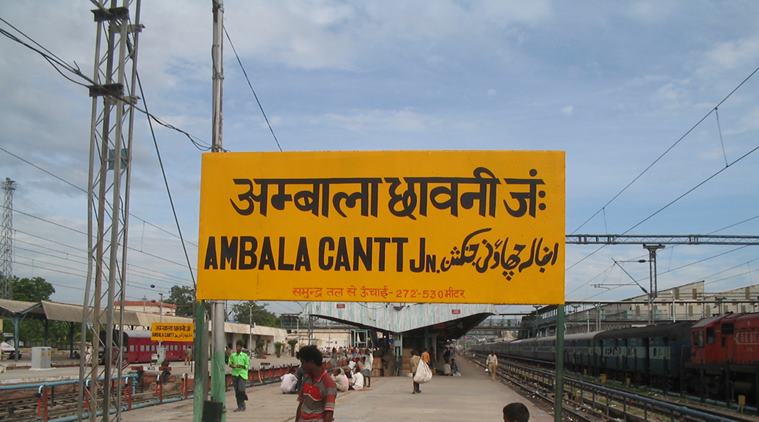 अम्बाला छावनी जं॰
AMBALA CANTT JN. انبالہ چھاؤنی جنکشن
समुन्द्र तल से ऊँचाई- 272-530 मीटर